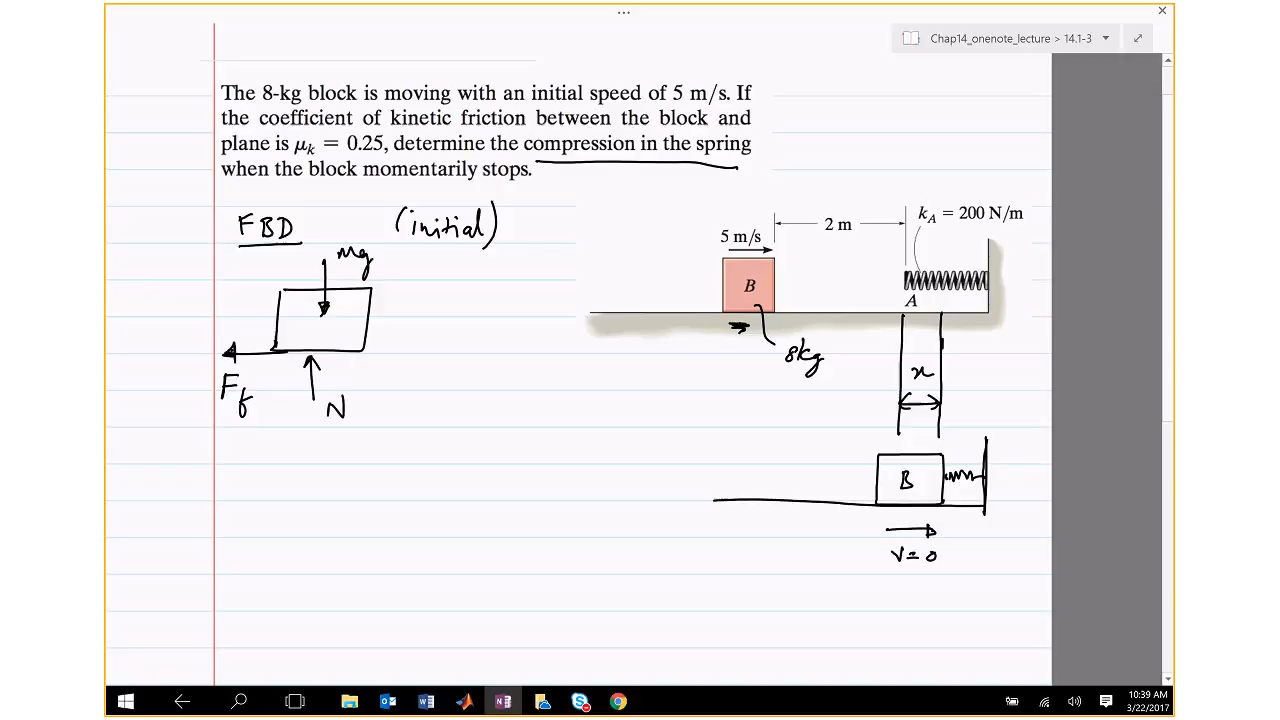 ...
Chap14_onenote_lecture > 14.1-3
The 8-kg block is moving with an initial speed of 5 m/s. If
the coefficient of kinetic friction between the block and
plane is μk = 0.25, determine the compression in the spring
when the block momentarily stops.
FBD (initial)
mg
Ff
N
kA = 200 N/m
2 m
5 m/s
B
A
8kg
x
B
V = 0
10:39 AM
3/22/2017